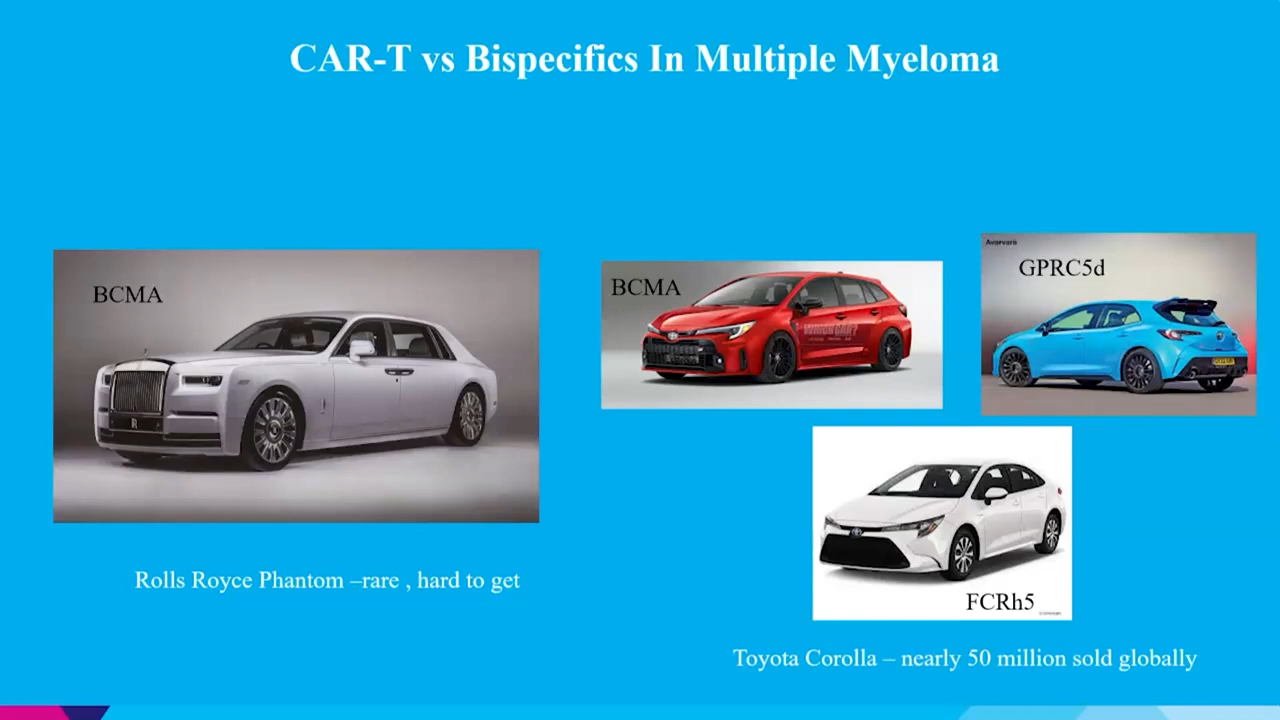 CAR-T vs Bispecifics In Multiple Myeloma
BCMA
BCMA
Avarvarii
GPRC5d
FCRh5
Rolls Royce Phantom –rare , hard to get
Toyota Corolla – nearly 50 million sold globally